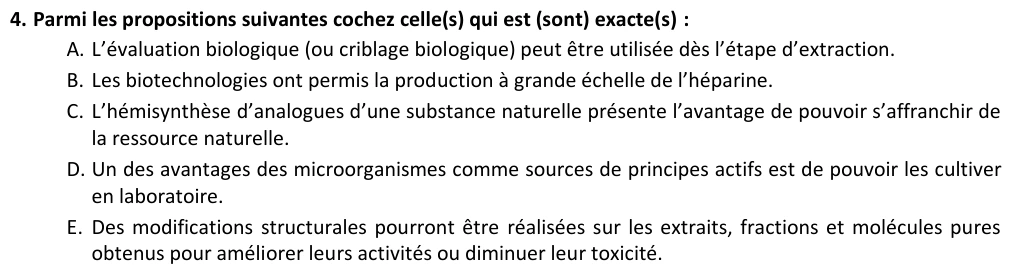 4. Parmi les propositions suivantes cochez celle(s) qui est (sont) exacte(s) :
A. L’évaluation biologique (ou criblage biologique) peut être utilisée dès l’étape d’extraction.
B. Les biotechnologies ont permis la production à grande échelle de l’héparine.
C. L’hémisynthèse d’analogues d’une substance naturelle présente l’avantage de pouvoir s’affranchir de
la ressource naturelle.
D. Un des avantages des microorganismes comme sources de principes actifs est de pouvoir les cultiver
en laboratoire.
E. Des modifications structurales pourront être réalisées sur les extraits, fractions et molécules pures
obtenus pour améliorer leurs activités ou diminuer leur toxicité.